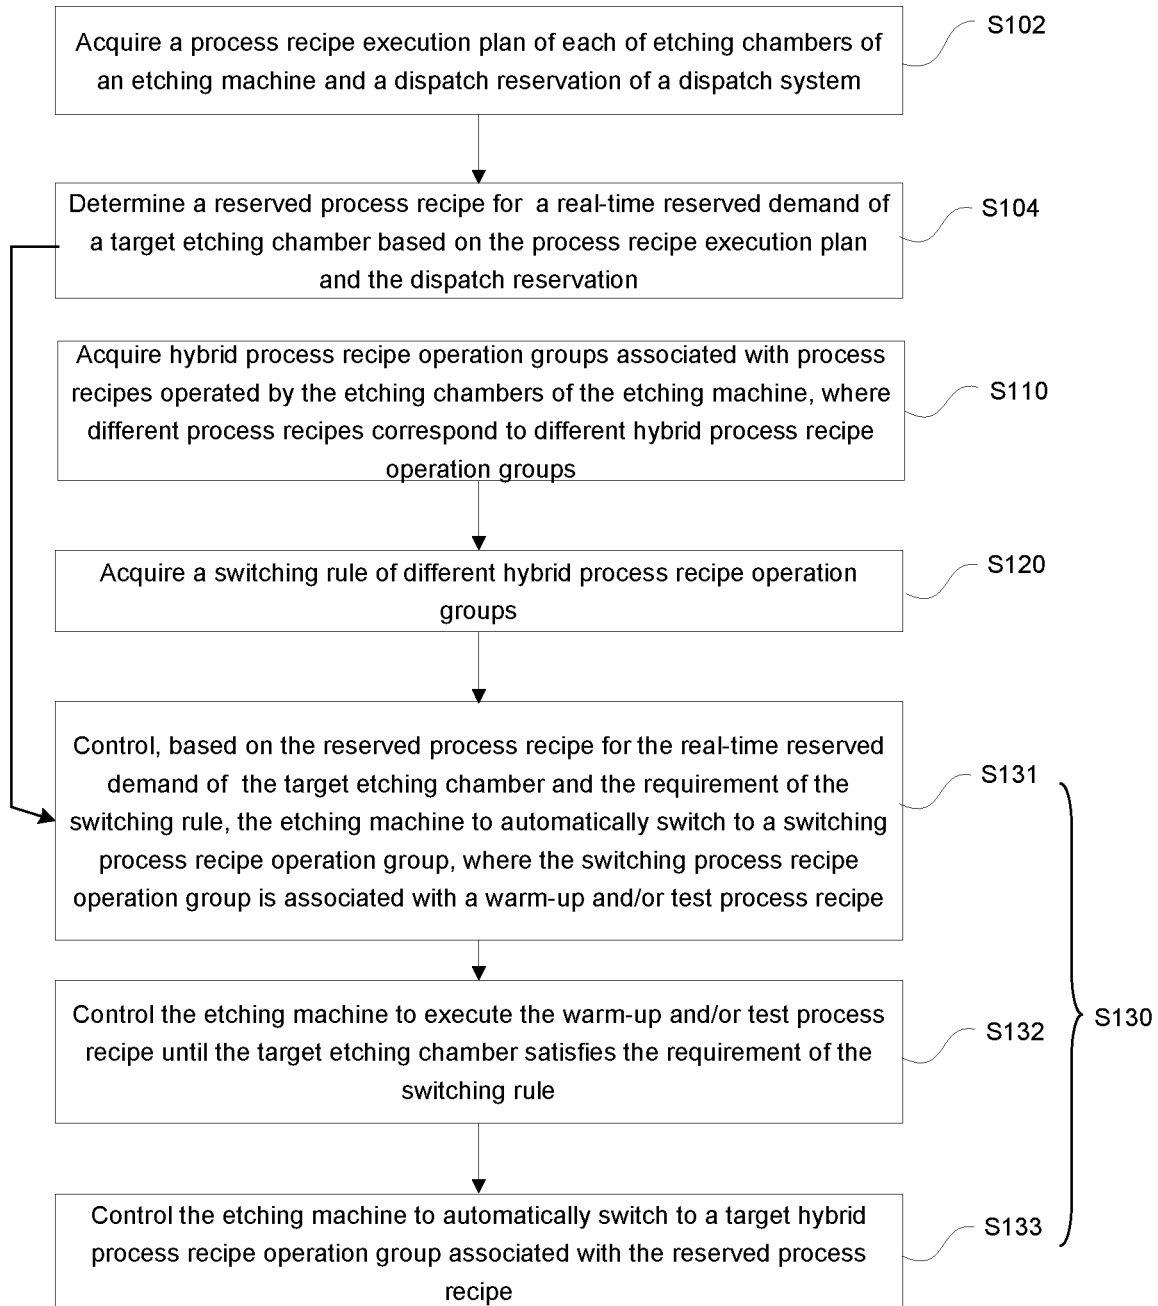 Acquire a process recipe execution plan of each of etching chambers of
an etching machine and a dispatch reservation of a dispatch system
S102
Determine a reserved process recipe for a real-time reserved demand of
a target etching chamber based on the process recipe execution plan
and the dispatch reservation
S104
Acquire hybrid process recipe operation groups associated with process
recipes operated by the etching chambers of the etching machine, where
different process recipes correspond to different hybrid process recipe
operation groups
S110
Acquire a switching rule of different hybrid process recipe operation
groups
S120
Control, based on the reserved process recipe for the real-time reserved
demand of the target etching chamber and the requirement of the
switching rule, the etching machine to automatically switch to a switching
process recipe operation group, where the switching process recipe
operation group is associated with a warm-up and/or test process recipe
S131
Control the etching machine to execute the warm-up and/or test process
recipe until the target etching chamber satisfies the requirement of the
switching rule
S132
S130
Control the etching machine to automatically switch to a target hybrid
process recipe operation group associated with the reserved process
recipe
S133